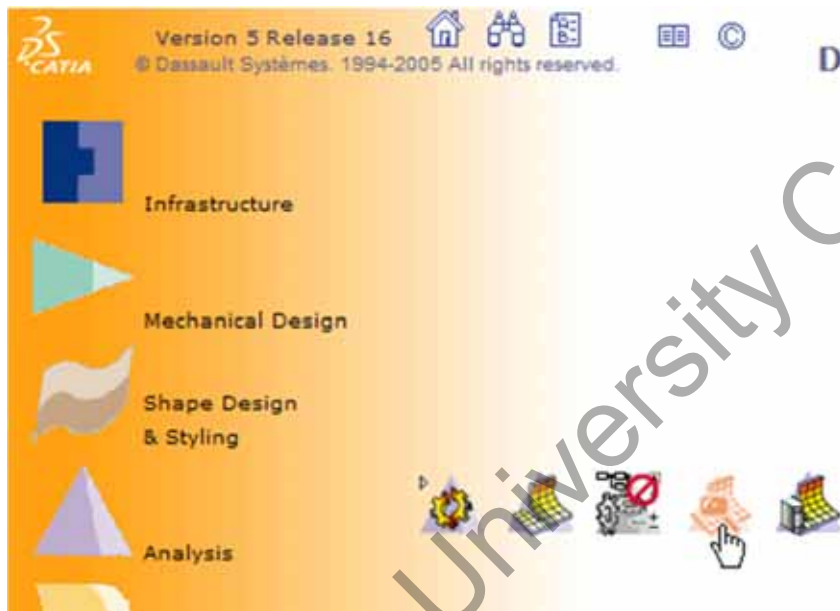 DS
CATIA
Version 5 Release 16
© Dassault Systèmes. 1994-2005 All rights reserved.
D
Infrastructure
Mechanical Design
Shape Design
& Styling
Analysis
University C